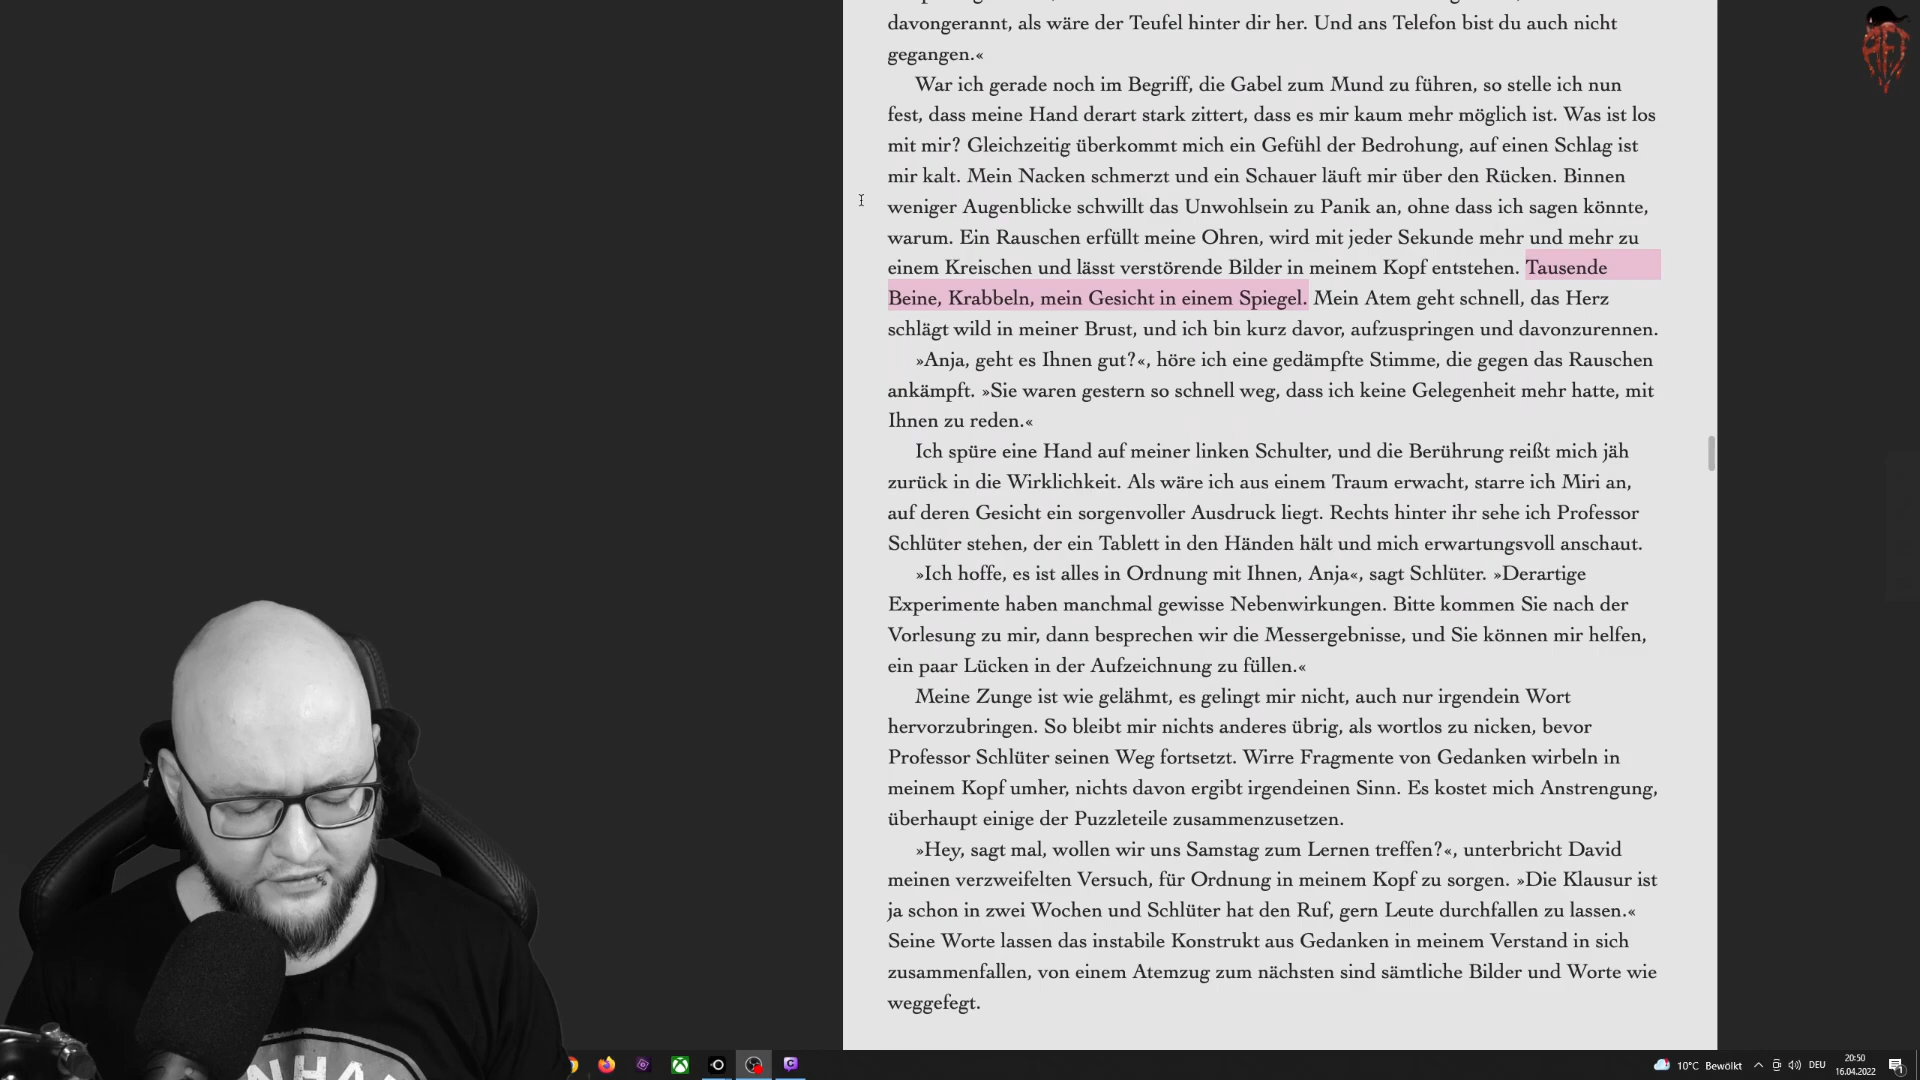 davongerannt, als wäre der Teufel hinter dir her. Und ans Telefon bist du auch nicht
gegangen.«
War ich gerade noch im Begriff, die Gabel zum Mund zu führen, so stelle ich nun
fest, dass meine Hand derart stark zittert, dass es mir kaum mehr möglich ist. Was ist los
mit mir? Gleichzeitig überkommt mich ein Gefühl der Bedrohung, auf einen Schlag ist
mir kalt. Mein Nacken schmerzt und ein Schauer läuft mir über den Rücken. Binnen
weniger Augenblicke schwillt das Unwohlsein zu Panik an, ohne dass ich sagen könnte,
warum. Ein Rauschen erfüllt meine Ohren, wird mit jeder Sekunde mehr und mehr zu
einem Kreischen und lässt verstörende Bilder in meinem Kopf entstehen. Tausende
Beine, Krabbeln, mein Gesicht in einem Spiegel. Mein Atem geht schnell, das Herz
schlägt wild in meiner Brust, und ich bin kurz davor, aufzuspringen und davonzurennen.
»Anja, geht es Ihnen gut?«, höre ich eine gedämpfte Stimme, die gegen das Rauschen
ankämpft. »Sie waren gestern so schnell weg, dass ich keine Gelegenheit mehr hatte, mit
Ihnen zu reden.«
Ich spüre eine Hand auf meiner linken Schulter, und die Berührung reißt mich jäh
zurück in die Wirklichkeit. Als wäre ich aus einem Traum erwacht, starre ich Miri an,
auf deren Gesicht ein sorgenvoller Ausdruck liegt. Rechts hinter ihr sehe ich Professor
Schlüter stehen, der ein Tablett in den Händen hält und mich erwartungsvoll anschaut.
»Ich hoffe, es ist alles in Ordnung mit Ihnen, Anja«, sagt Schlüter. »Derartige
Experimente haben manchmal gewisse Nebenwirkungen. Bitte kommen Sie nach der
Vorlesung zu mir, dann besprechen wir die Messergebnisse, und Sie können mir helfen,
ein paar Lücken in der Aufzeichnung zu füllen.«
Meine Zunge ist wie gelähmt, es gelingt mir nicht, auch nur irgendein Wort
hervorzubringen. So bleibt mir nichts anderes übrig, als wortlos zu nicken, bevor
Professor Schlüter seinen Weg fortsetzt. Wirre Fragmente von Gedanken wirbeln in
meinem Kopf umher, nichts davon ergibt irgendeinen Sinn. Es kostet mich Anstrengung,
überhaupt einige der Puzzleteile zusammenzusetzen.
»Hey, sagt mal, wollen wir uns Samstag zum Lernen treffen?«, unterbricht David
meinen verzweifelten Versuch, für Ordnung in meinem Kopf zu sorgen. »Die Klausur ist
ja schon in zwei Wochen und Schlüter hat den Ruf, gern Leute durchfallen zu lassen.«
Seine Worte lassen das instabile Konstrukt aus Gedanken in meinem Verstand in sich
zusammenfallen, von einem Atemzug zum nächsten sind sämtliche Bilder und Worte wie
weggefegt.
10°C Bewölkt
DEU
20:50
16.04.2022